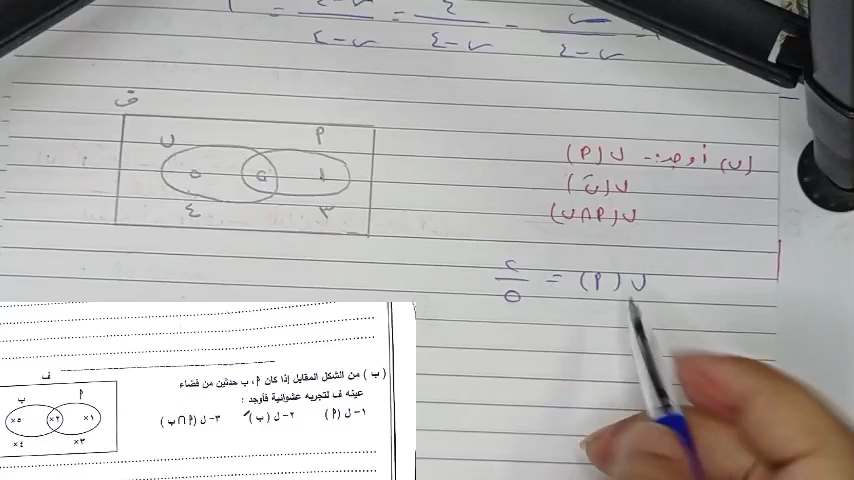 ف
ب
م
٥
٢
١
٤
٣
(ب) أوجد:- ل(م)
ل(بَ)
ل(م∩ب)
ل(م) = ٢/٥
(ب) من الشكل المقابل إذا كان م، ب حدثين من فضاء
عينه ف لتجربه عشوانية فأوجد :
١- ل (م) ٢- ل (ب)َ ٣- ل (م∩ب)
ف
ب م
٥× ٢× ١×
٤× ٣×